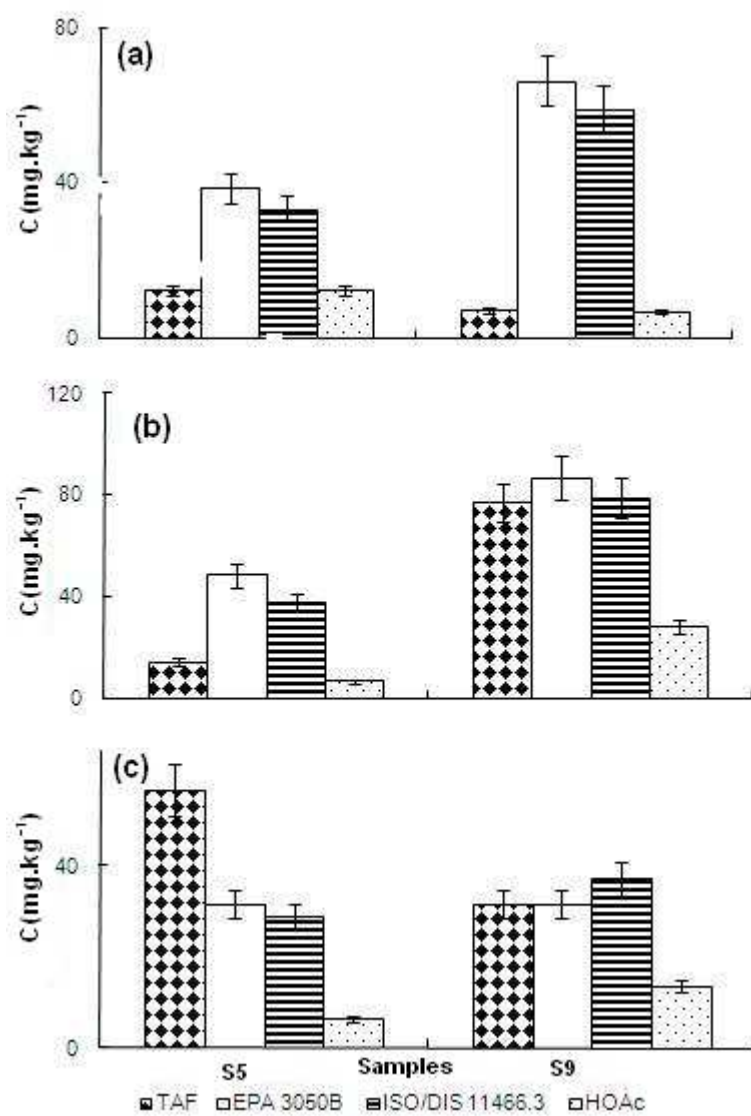 (a)
80
40
0
C (mg.kg⁻¹)
(b)
120
80
40
0
C(mg.kg⁻¹)
(c)
40
0
C(mg.kg⁻¹)
S5 Samples S9
TAF EPA 3050B ISO/DIS 11466.3 HOAc